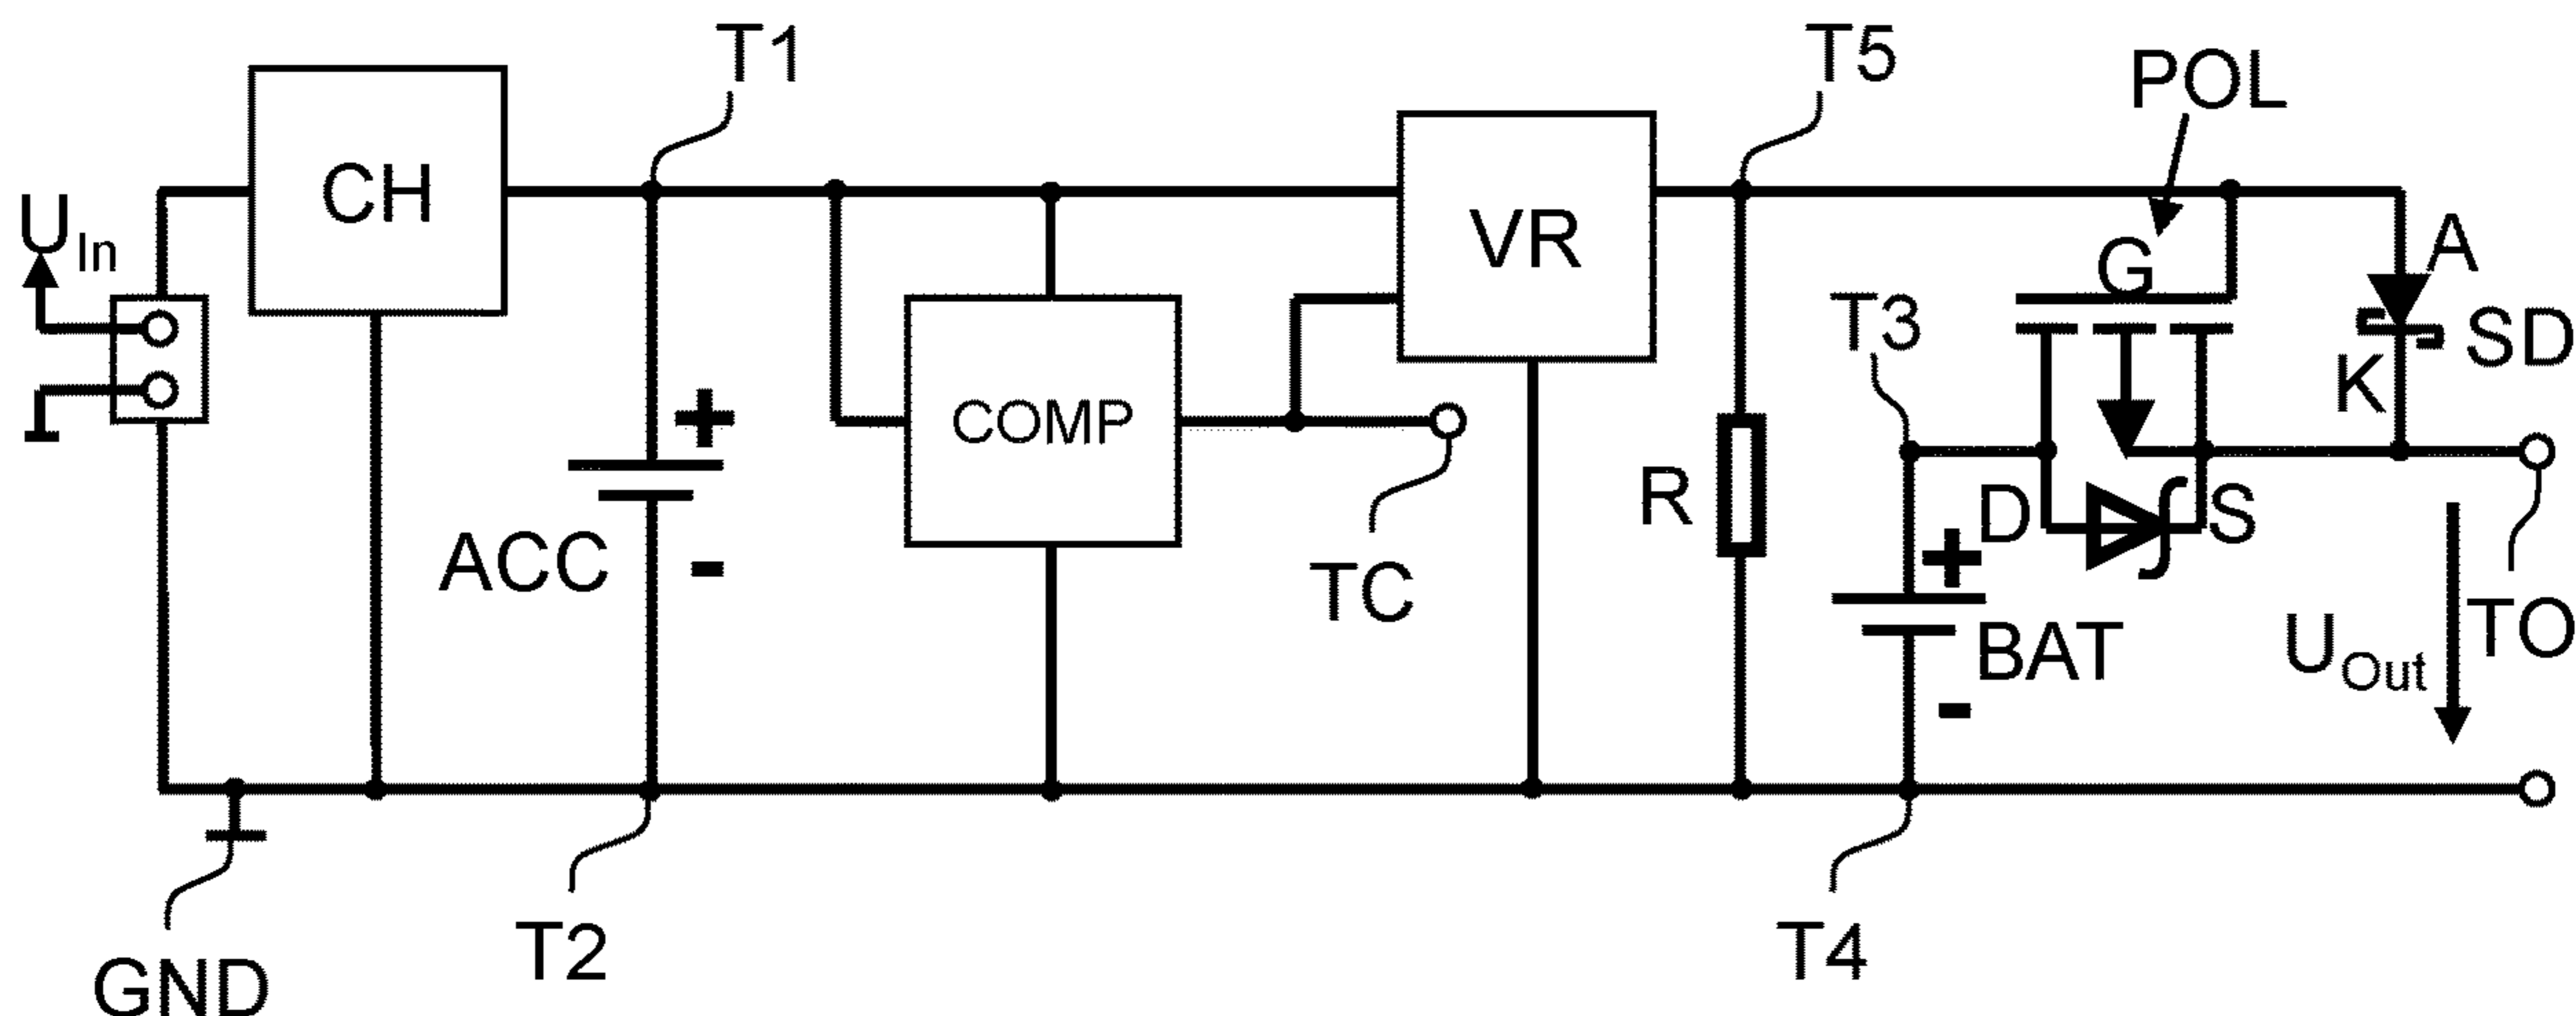 T1
T5
POL
CH
U In
VR
G
A
T3
SD
K
COMP
+
R
D
S
ACC
+
-
TC
BAT
U Out
TO
-
T2
T4
GND